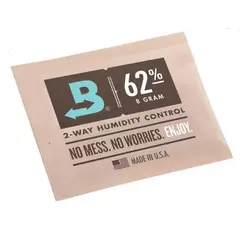 B
62%
8 GRAM
2-WAY HUMIDITY CONTROL
NO MESS. NO WORRIES. ENJOY.
MADE IN U.S.A.